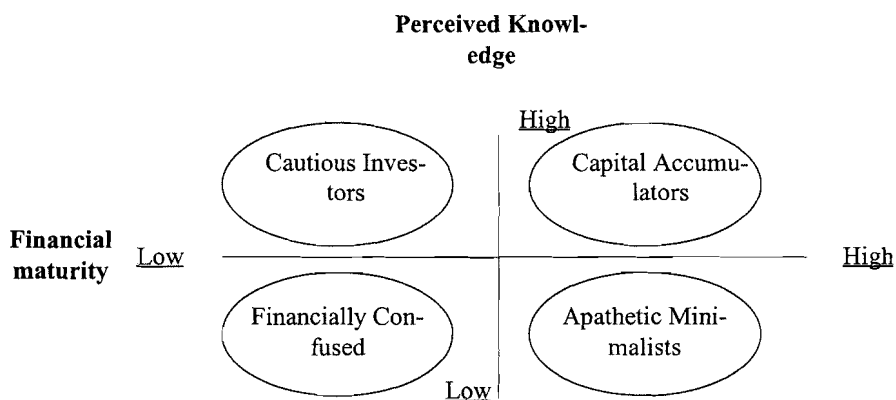 Perceived Knowl-
edge
High
Cautious Inves-
tors
Capital Accumu-
lators
Financial
maturity
Low
High
Financially Con-
fused
Apathetic Mini-
malists
Low